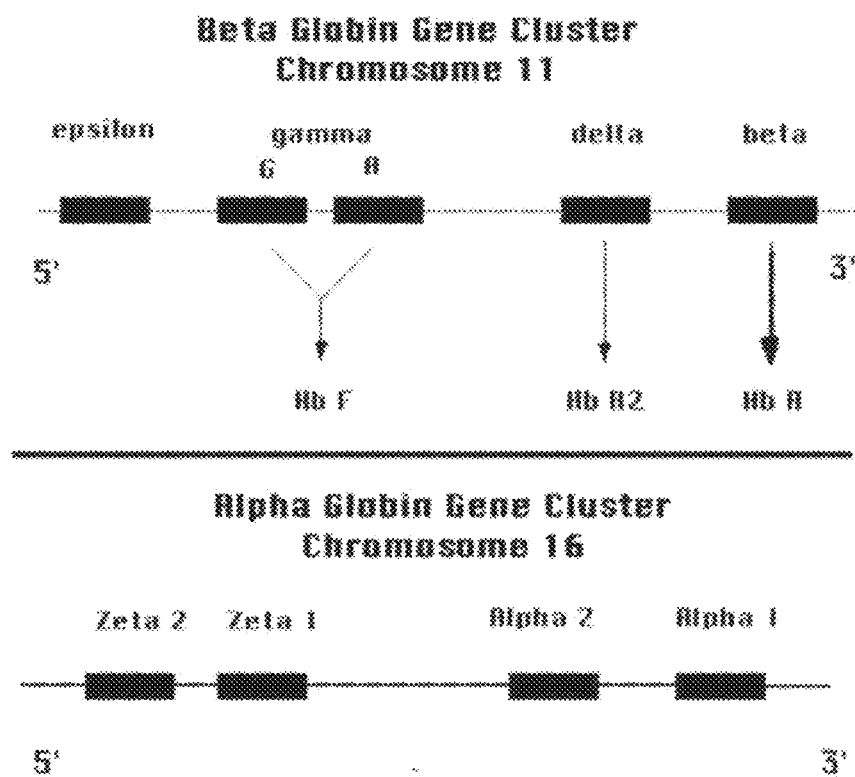 Beta Globin Gene Cluster
Chromosome 11
epsilon gamma delta beta
G A
5' 3'
Hb F Hb A2 Hb A
Alpha Globin Gene Cluster
Chromosome 16
Zeta 2 Zeta 1 Alpha 2 Alpha 1
5' 3'